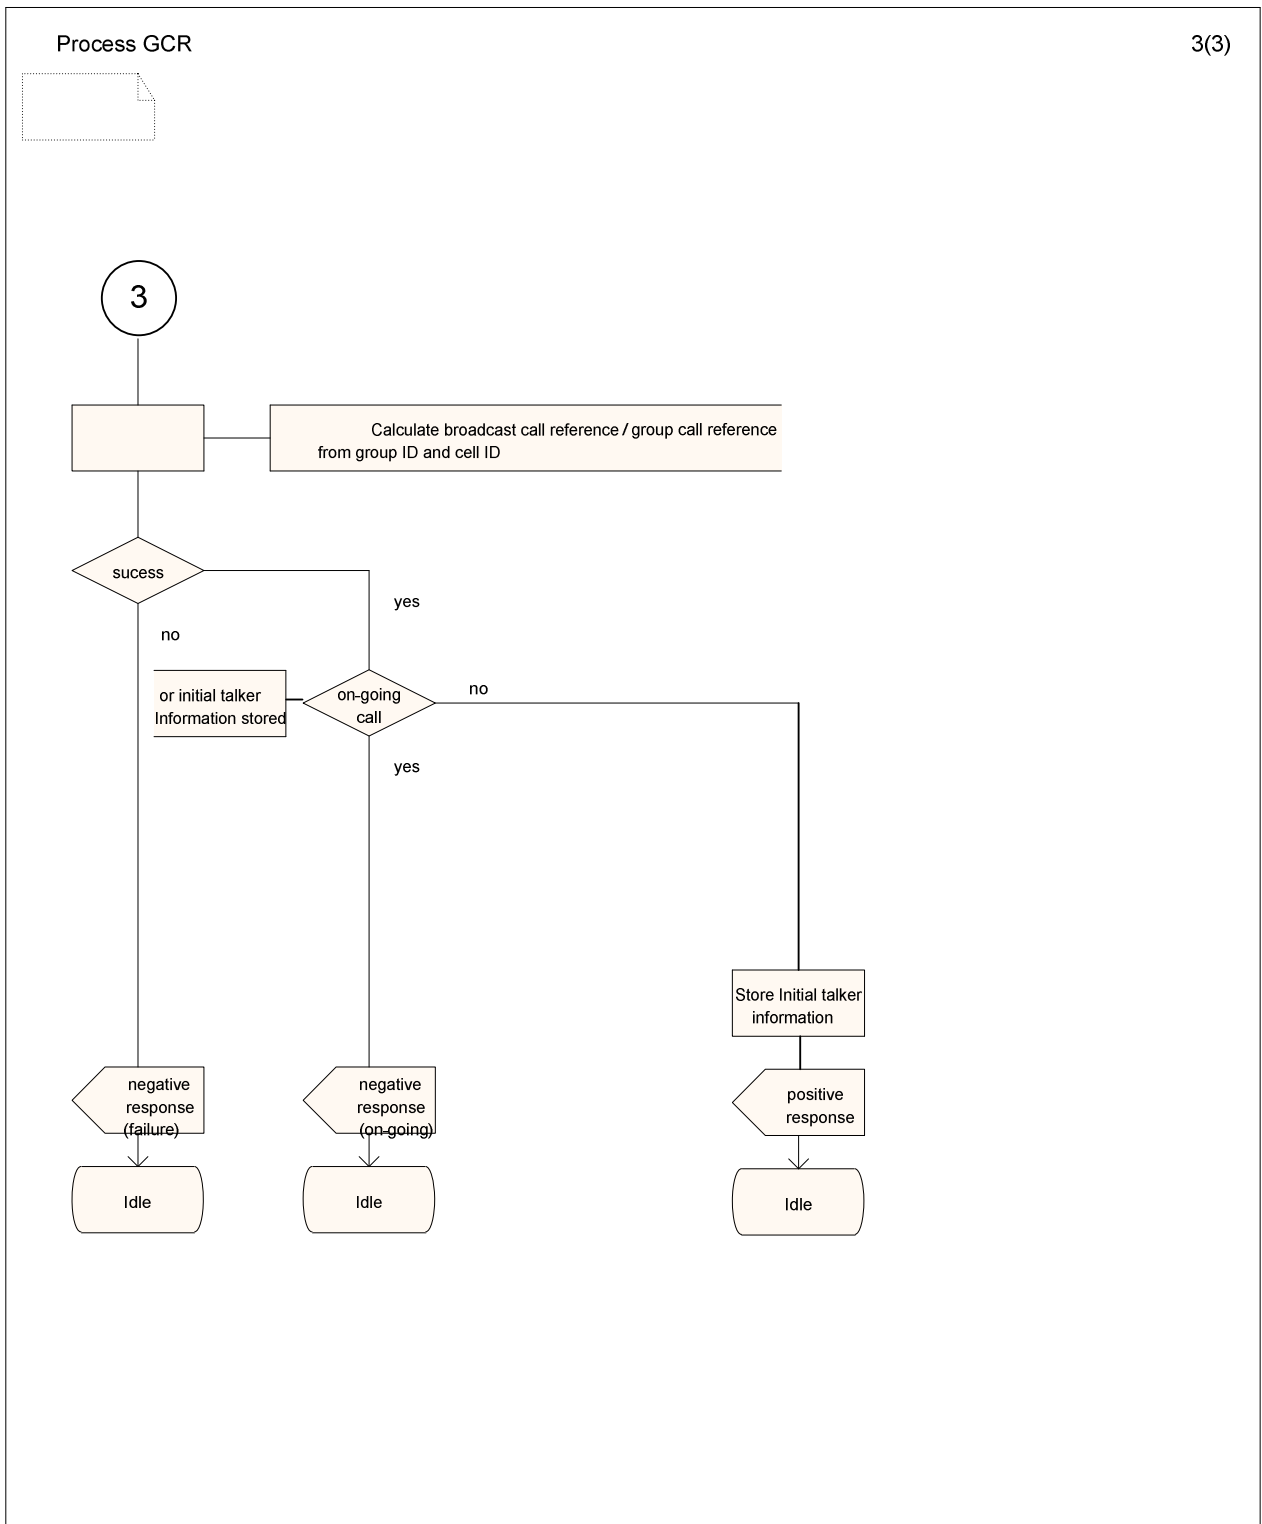 Process GCR
3(3)
3
Calculate broadcast call reference / group call reference
from group ID and cell ID
sucess
yes
no
or initial talker
Information stored
on-going
call
no
yes
Store Initial talker
information
negative
response
(failure)
negative
response
(on-going)
positive
response
Idle
Idle
Idle